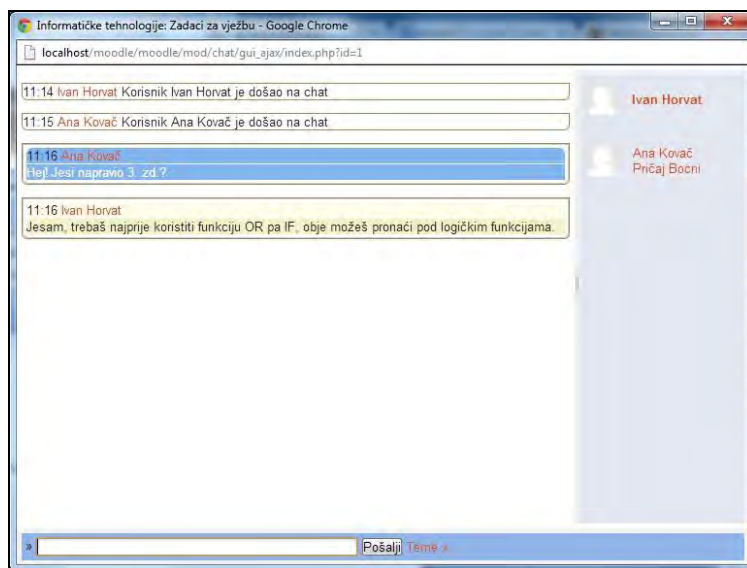 Informatičke tehnologije: Zadaci za vježbu - Google Chrome
localhost/moodle/moodle/mod/chat/gui_ajax/index.php?id=1
11:14 Ivan Horvat Korisnik Ivan Horvat je došao na chat
11:15 Ana Kovač Korisnik Ana Kovač je došao na chat
11:16 Ana Kovač
Hej! Jesi napravio 3. zd.?
11:16 Ivan Horvat
Jesam, trebaš najprije koristiti funkciju OR pa IF, obje možeš pronaći pod logičkim funkcijama.
Ivan Horvat
Ana Kovač
Pričaj Bocni
» Pošalji Teme »